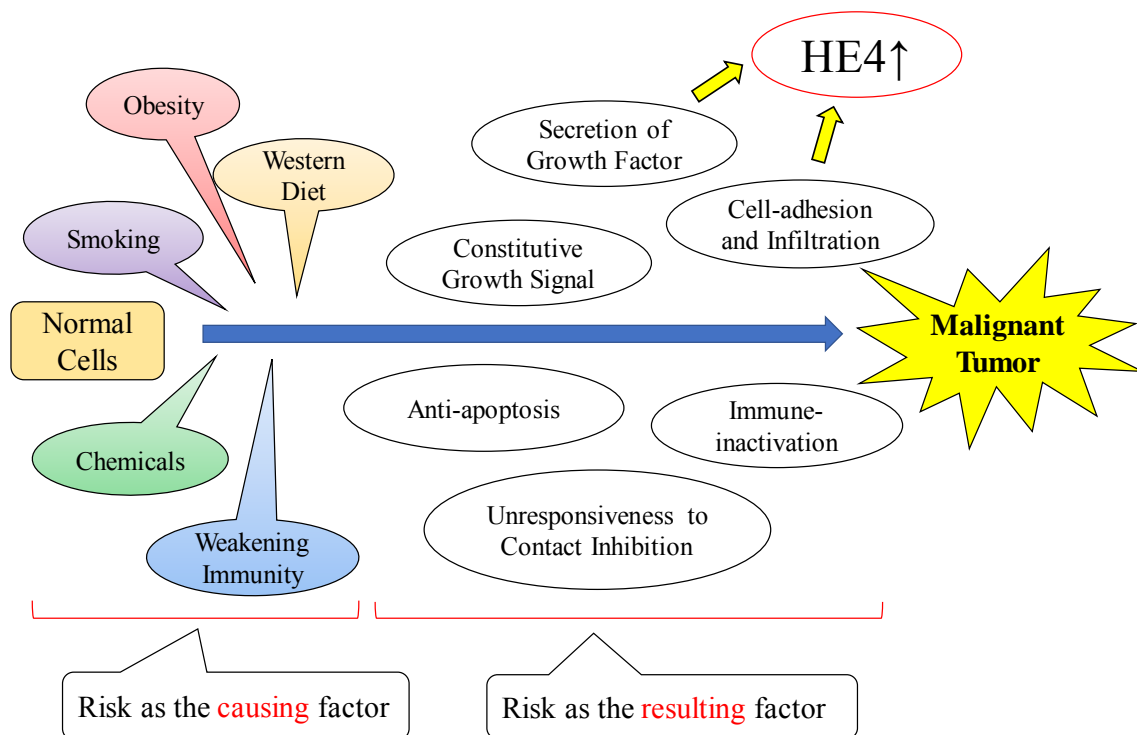 HE4↑
Obesity
Secretion of
Growth Factor
Western
Diet
Cell-adhesion
and Infiltration
Smoking
Constitutive
Growth Signal
Normal
Cells
Malignant
Tumor
Anti-apoptosis
Immune-
inactivation
Chemicals
Unresponsiveness to
Contact Inhibition
Weakening
Immunity
Risk as the causing factor
Risk as the resulting factor